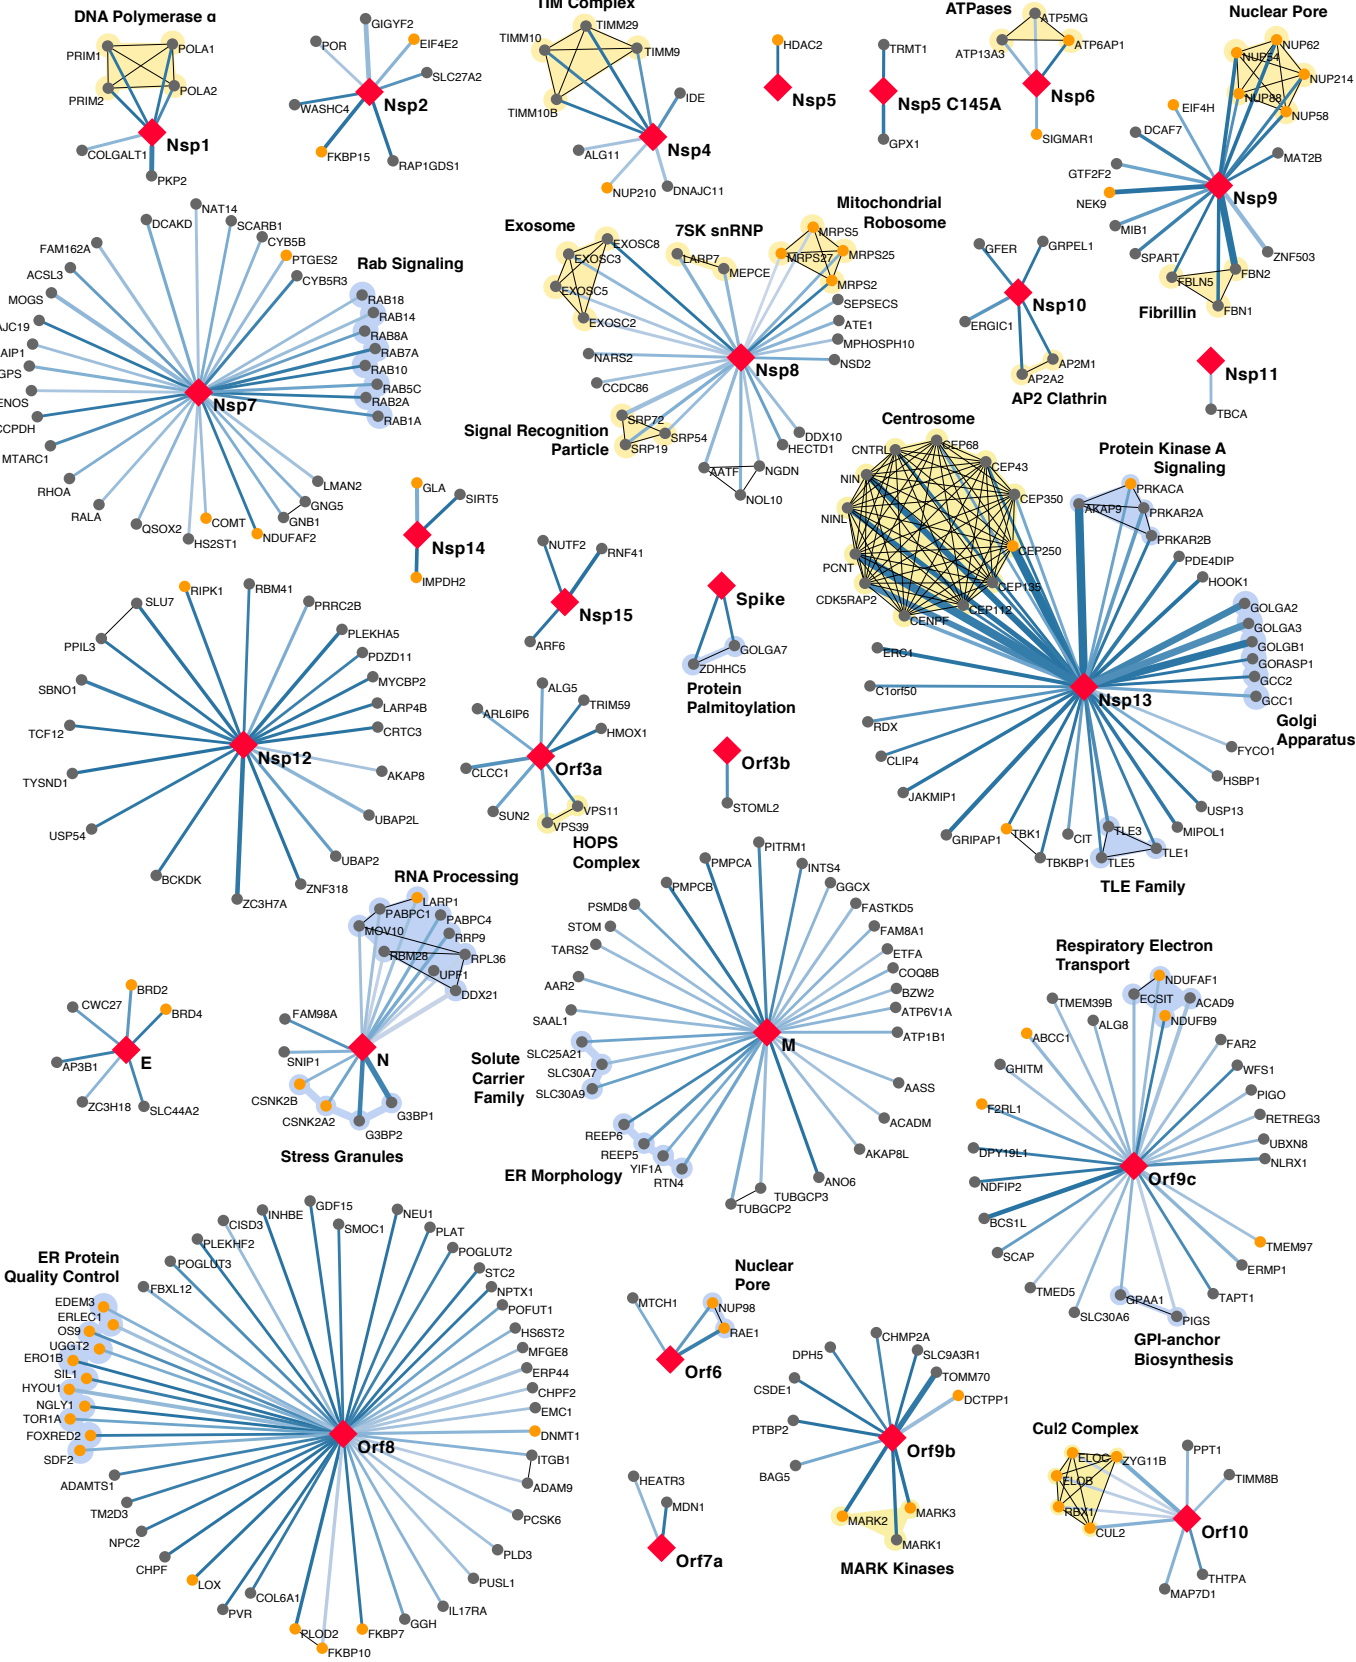 DNA Polymerase α
PRIM1
POLA1
PRIM2
POLA2
Nsp1
COLGALT1
PKP2
GIGYF2
POR
EIF4E2
SLC27A2
WASHC4
Nsp2
FKBP15
RAP1GDS1
TIM Complex
TIMM29
TIMM10
TIMM9
TIMM10B
IDE
Nsp4
ALG11
NUP210
DNAJC11
HDAC2
Nsp5
TRMT1
Nsp5 C145A
GPX1
ATPases
ATP5MG
ATP13A3
ATP6AP1
Nsp6
SIGMAR1
Nuclear Pore
NUP62
NUP54
NUP214
NUP88
NUP58
EIF4H
DCAF7
MAT2B
GTF2F2
NEK9
Nsp9
MIB1
SPART
ZNF503
FBLN5
FBN2
FBN1
Fibrillin
NAT14
DCAKD
SCARB1
CYB5B
FAM162A
PTGES2
ACSL3
CYB5R3
Rab Signaling
MOGS
RAB18
RAB14
AJC19
RAB8A
AIP1
RAB7A
GPS
RAB10
RAB5C
ENOS
RAB2A
Nsp7
CCPDH
RAB1A
MTARC1
RHOA
LMAN2
RALA
GNG5
QSOX2
COMT
GNB1
HS2ST1
NDUFAF2
Exosome
EXOSC8
EXOSC3
EXOSC5
EXOSC2
7SK snRNP
LARP7
MEPCE
Mitochondrial
Robosome
MRPS5
MRPS27
MRPS25
MRPS2
SEPSECS
ATE1
MPHOSPH10
NARS2
NSD2
Nsp8
CCDC86
Signal Recognition
Particle
SRP72
SRP54
SRP19
DDX10
HECTD1
AATF
NGDN
NOL10
GFER
GRPEL1
Nsp10
ERGIC1
AP2M1
AP2A2
AP2 Clathrin
Nsp11
TBCA
GLA
SIRT5
Nsp14
IMPDH2
NUTF2
RNF41
Nsp15
ARF6
Spike
GOLGA7
ZDHHC5
Protein
Palmitoylation
Centrosome
CEP68
CNTRL
CEP43
NIN
CEP350
NINL
CEP250
PCNT
CEP135
CDK5RAP2
CEP112
CENPF
Protein Kinase A
Signaling
PRKACA
AKAP9
PRKAR2A
PRKAR2B
PDE4DIP
HOOK1
GOLGA2
GOLGA3
GOLGB1
GORASP1
GCC2
GCC1
Golgi
Apparatus
ERC1
C1orf50
Nsp13
RDX
CLIP4
FYCO1
JAKMIP1
HSBP1
USP13
GRIPAP1
TBK1
CIT
MIPOL1
TBKBP1
TLE3
TLE1
TLE5
TLE Family
RIPK1
RBM41
SLU7
PRRC2B
PPIL3
PLEKHA5
PDZD11
SBNO1
MYCBP2
LARP4B
TCF12
CRTC3
Nsp12
TYSND1
AKAP8
USP54
UBAP2L
UBAP2
BCKDK
ZC3H7A
ZNF318
ALG5
ARL6IP6
TRIM59
HMOX1
CLCC1
Orf3a
SUN2
VPS11
VPS39
HOPS
Complex
Orf3b
STOML2
RNA Processing
LARP1
PABPC1
PABPC4
MOV10
RRP9
RBM28
RPL36
UPF1
DDX21
FAM98A
SNIP1
N
CSNK2B
CSNK2A2
G3BP1
G3BP2
Stress Granules
BRD2
CWC27
BRD4
E
AP3B1
ZC3H18
SLC44A2
PITRM1
PMPCA
INTS4
PMPCB
GGCX
PSMD8
FASTKD5
STOM
FAM8A1
TARS2
ETFA
COQ8B
AAR2
BZW2
ATP6V1A
SAAL1
ATP1B1
M
SLC25A21
SLC30A7
SLC30A9
Solute
Carrier
Family
AASS
ACADM
REEP6
REEP5
AKAP8L
YIF1A
RTN4
ER Morphology
ANO6
TUBGCP3
TUBGCP2
Respiratory Electron
Transport
NDUFAF1
ECSIT
ACAD9
TMEM39B
NDUFB9
ALG8
ABCC1
FAR2
GHITM
WFS1
PIGO
F2RL1
RETREG3
UBXN8
DPY19L1
NLRX1
Orf9c
NDFIP2
BCS1L
TMEM97
SCAP
ERMP1
TMED5
GPAA1
TAPT1
SLC30A6
PIGS
GPI-anchor
Biosynthesis
GDF15
INHBE
NEU1
CISD3
SMOC1
PLAT
PLEKHF2
POGLUT2
POGLUT3
STC2
FBXL12
NPTX1
POFUT1
ER Protein
Quality Control
EDEM3
ERLEC1
OS9
UGGT2
ERO1B
SIL1
HYOU1
NGLY1
TOR1A
FOXRED2
SDF2
HS6ST2
MFGE8
ERP44
CHPF2
EMC1
DNMT1
Orf8
ITGB1
ADAM9
ADAMTS1
TM2D3
PCSK6
NPC2
PLD3
CHPF
LOX
PUSL1
COL6A1
IL17RA
PVR
GGH
PLOD2
FKBP7
FKBP10
Nuclear
Pore
MTCH1
NUP98
RAE1
Orf6
HEATR3
MDN1
Orf7a
CHMP2A
DPH5
SLC9A3R1
TOMM70
CSDE1
DCTPP1
PTBP2
Orf9b
BAG5
MARK2
MARK3
MARK1
MARK Kinases
Cul2 Complex
ELOC
ZYG11B
ELOB
RBX1
CUL2
PPT1
TIMM8B
Orf10
THTPA
MAP7D1